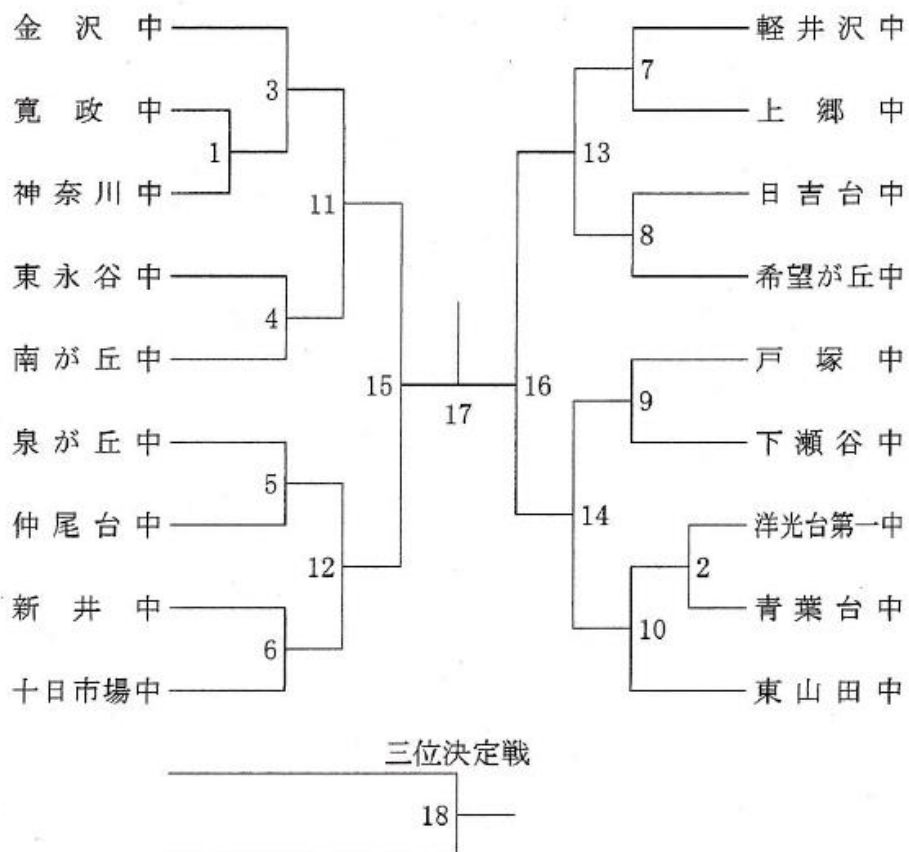 金沢中
寛政中
神奈川中
東永谷中
南が丘中
泉が丘中
仲尾台中
新井中
十日市場中
1
3
4
5
6
11
12
15
17
16
13
14
7
8
9
2
10
軽井沢中
上郷中
日吉台中
希望が丘中
戸塚中
下瀬谷中
洋光台第一中
青葉台中
東山田中
三位決定戦
18